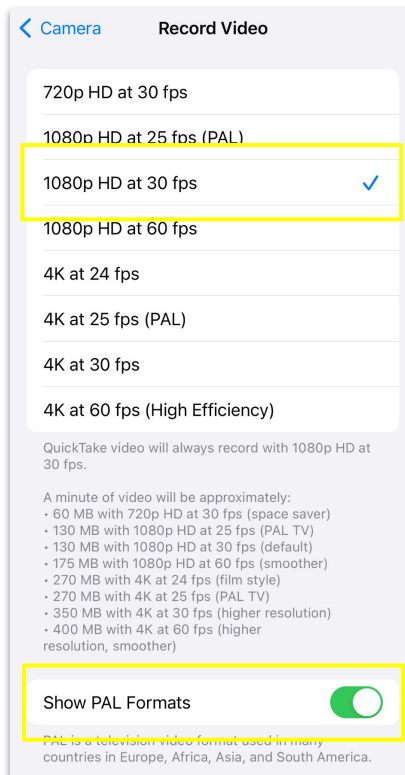 Camera
Record Video
720p HD at 30 fps
1080p HD at 25 fps (PAL)
1080p HD at 30 fps
1080p HD at 60 fps
4K at 24 fps
4K at 25 fps (PAL)
4K at 30 fps
4K at 60 fps (High Efficiency)
QuickTake video will always record with 1080p HD at
30 fps.
A minute of video will be approximately:
• 60 MB with 720p HD at 30 fps (space saver)
• 130 MB with 1080p HD at 25 fps (PAL TV)
• 130 MB with 1080p HD at 30 fps (default)
• 175 MB with 1080p HD at 60 fps (smoother)
• 270 MB with 4K at 24 fps (film style)
• 270 MB with 4K at 25 fps (PAL TV)
• 350 MB with 4K at 30 fps (higher resolution)
• 400 MB with 4K at 60 fps (higher
resolution, smoother)
Show PAL Formats
PAL is a television video format used in many
countries in Europe, Africa, Asia, and South America.